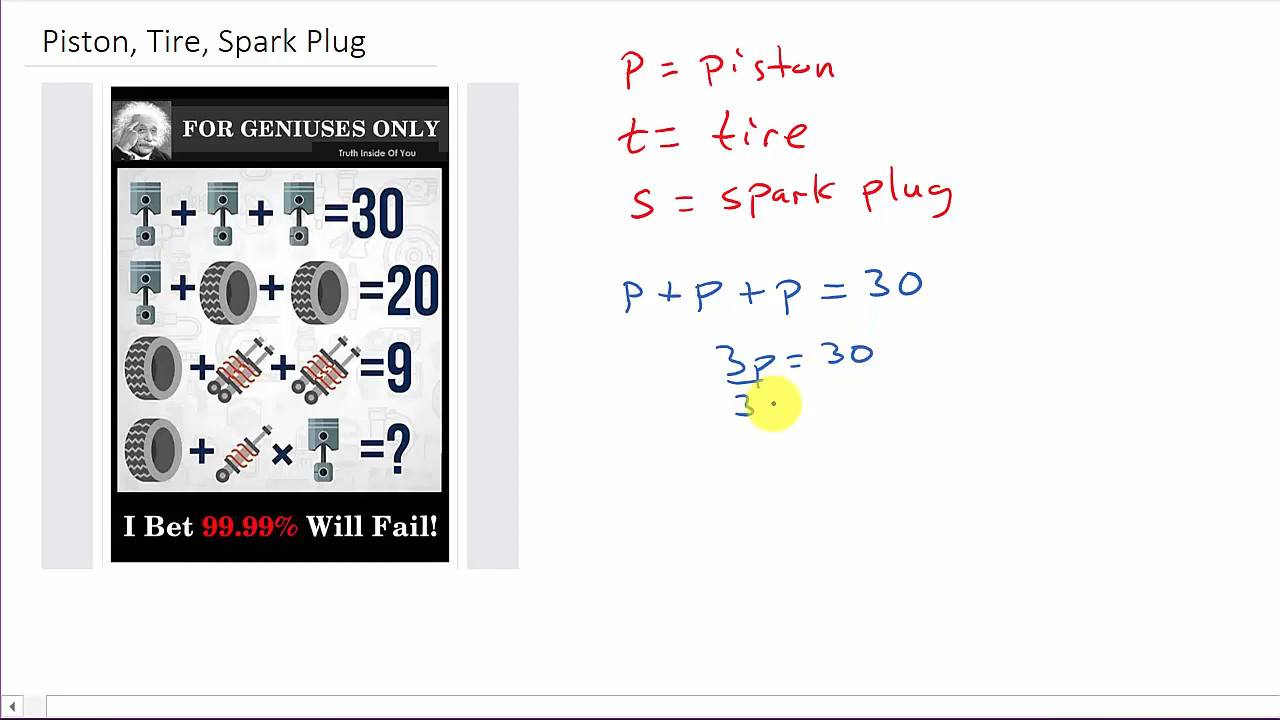 Piston, Tire, Spark Plug
FOR GENIUSES ONLY
Truth Inside Of You
+ + =30
+ + =20
+ + =9
+ × =?
I Bet 99.99% Will Fail!
p = piston
t = tire
s = spark plug
p + p + p = 30
3p = 30
3